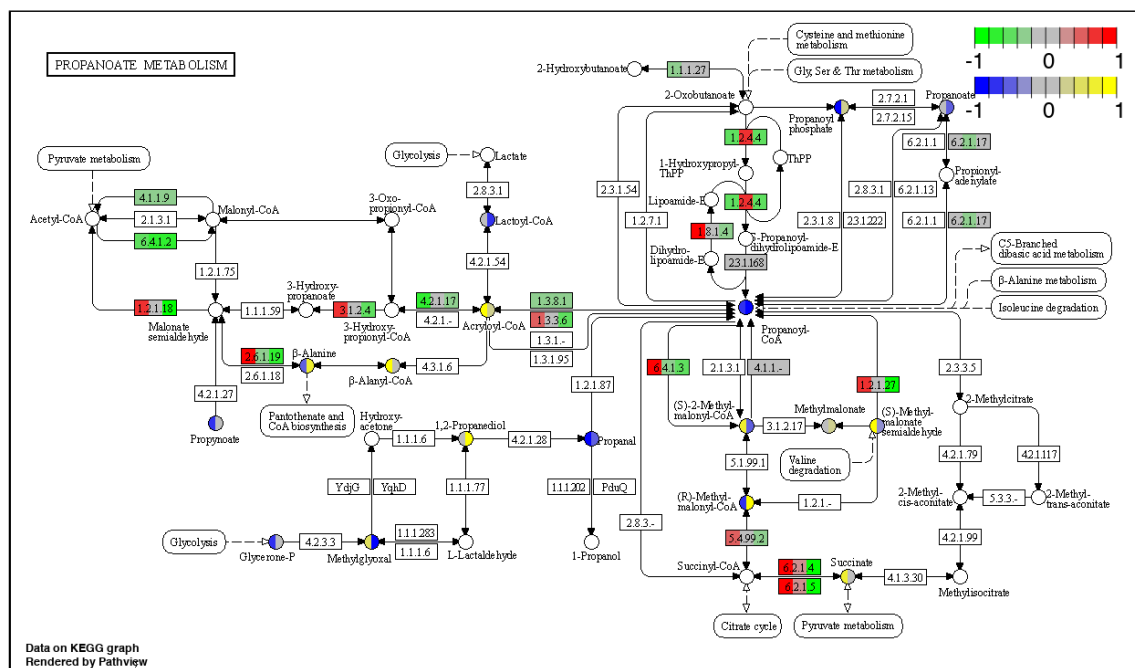 PROPANOATE METABOLISM
Cysteine and methionine
metabolism
Gly, Ser & Thr metabolism
-1 0 1
-1 0 1
2-Hydroxybutanoate
1.1.1.27
2-Oxobutanoate
Propanoyl
phosphate
2.7.2.1
2.7.2.15
Propanoate
1.2.4.4
ThPP
1-Hydroxypropyl-
ThPP
6.2.1.1
6.2.1.17
Propionyl-
adenylate
2.3.1.54
2.8.3.1
6.2.1.13
Lipoamide-E
1.2.4.4
1.2.7.1
2.3.1.8
2.3.1.222
6.2.1.1
6.2.1.17
1.8.1.4
S-Propanoyl-
dihydrolipoamide-E
Dihydro-
lipoamide-E
2.3.1.168
C5-Branched
dibasic acid metabolism
β-Alanine metabolism
Isoleucine degradation
Propanoyl-
CoA
Pyruvate metabolism
Glycolysis
Lactate
2.8.3.1
Lactoyl-CoA
4.2.1.54
4.1.1.9
Acetyl-CoA
2.1.3.1
Malonyl-CoA
6.4.1.2
3-Oxo-
propionyl-CoA
1.2.1.75
3-Hydroxy-
propanoate
1.2.1.18
Malonate
semialdehyde
1.1.1.59
3.1.2.4
3-Hydroxy-
propionyl-CoA
4.2.1.17
4.2.1.-
Acryloyl-CoA
1.3.8.1
1.3.3.6
1.3.1.-
1.3.1.95
2.6.1.19
2.6.1.18
β-Alanine
β-Alanyl-CoA
4.3.1.6
4.2.1.27
Propynoate
Pantothenate and
CoA biosynthesis
1.2.1.87
Hydroxy-
acetone
1.1.1.6
1,2-Propanediol
4.2.1.28
Propanal
YdjG
YqhD
1.1.1.77
1.1.1.202
PduQ
Glycolysis
Glycerone-P
4.2.3.3
Methylglyoxal
1.1.1.283
1.1.1.6
L-Lactaldehyde
1-Propanol
6.4.1.3
2.1.3.1
4.1.1.-
1.2.1.27
2.3.3.5
(S)-2-Methyl-
malonyl-CoA
3.1.2.17
Methylmalonate
(S)-Methyl-
malonate
semialdehyde
2-Methylcitrate
5.1.99.1
Valine
degradation
4.2.1.79
4.2.1.117
(R)-Methyl-
malonyl-CoA
1.2.1.-
2-Methyl-
cis-aconitate
5.3.3.-
2-Methyl-
trans-aconitate
2.8.3.-
5.4.99.2
4.2.1.99
Succinyl-CoA
6.2.1.4
6.2.1.5
Succinate
4.1.3.30
Methylisocitrate
Citrate cycle
Pyruvate metabolism
Data on KEGG graph
Rendered by Pathview